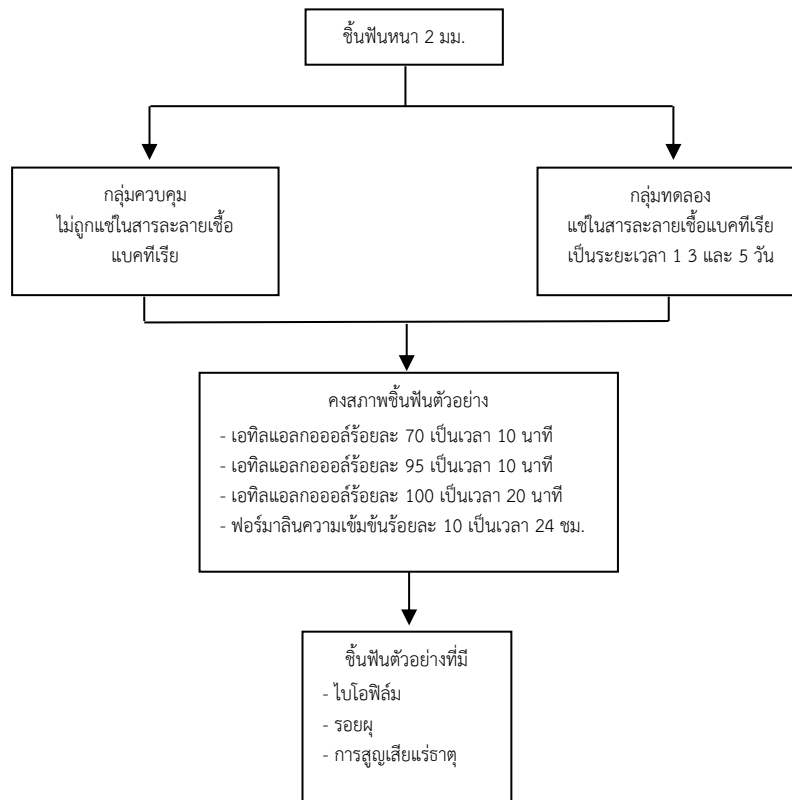 ชิ้นฟันหนา 2 มม.
กลุ่มควบคุม
ไม่ถูกแช่ในสารละลายเชื้อ
แบคทีเรีย
กลุ่มทดลอง
แช่ในสารละลายเชื้อแบคทีเรีย
เป็นระยะเวลา 1 3 และ 5 วัน
คงสภาพชิ้นฟันตัวอย่าง
- เอทิลแอลกอออล์ร้อยละ 70 เป็นเวลา 10 นาที
- เอทิลแอลกอออล์ร้อยละ 95 เป็นเวลา 10 นาที
- เอทิลแอลกอออล์ร้อยละ 100 เป็นเวลา 20 นาที
- ฟอร์มาลินความเข้มข้นร้อยละ 10 เป็นเวลา 24 ชม.
ชิ้นฟันตัวอย่างที่มี
- ไบโอฟิล์ม
- รอยผุ
- การสูญเสียแร่ธาตุ